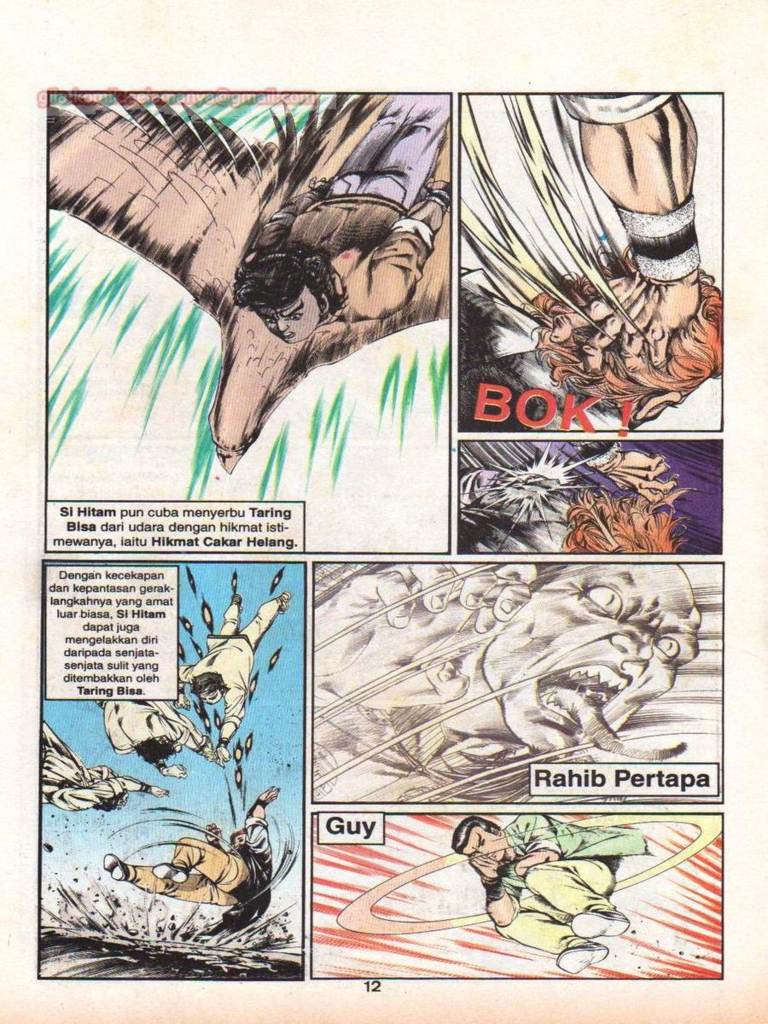 BOK !
Si Hitam pun cuba menyerbu Taring
Bisa dari udara dengan hikmat isti-
mewanya, iaitu Hikmat Cakar Helang.
Dengan kecekapan
dan kepantasan gerak-
langkahnya yang amat
luar biasa, Si Hitam
dapat juga
mengelakkan diri
daripada senjata-
senjata sulit yang
ditembakkan oleh
Taring Bisa.
Rahib Pertapa
Guy
12